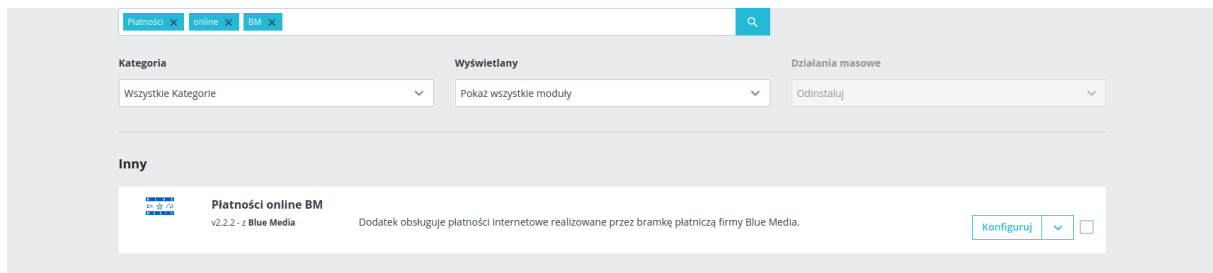 Płatności online BM
Kategoria Wyświetlany Działania masowe
Wszystkie Kategorie Pokaż wszystkie moduły Odinstaluj
Inny
Płatności online BM
v2.2.2 - z Blue Media Dodatek obsługuje płatności internetowe realizowane przez bramkę płatniczą firmy Blue Media. Konfiguruj